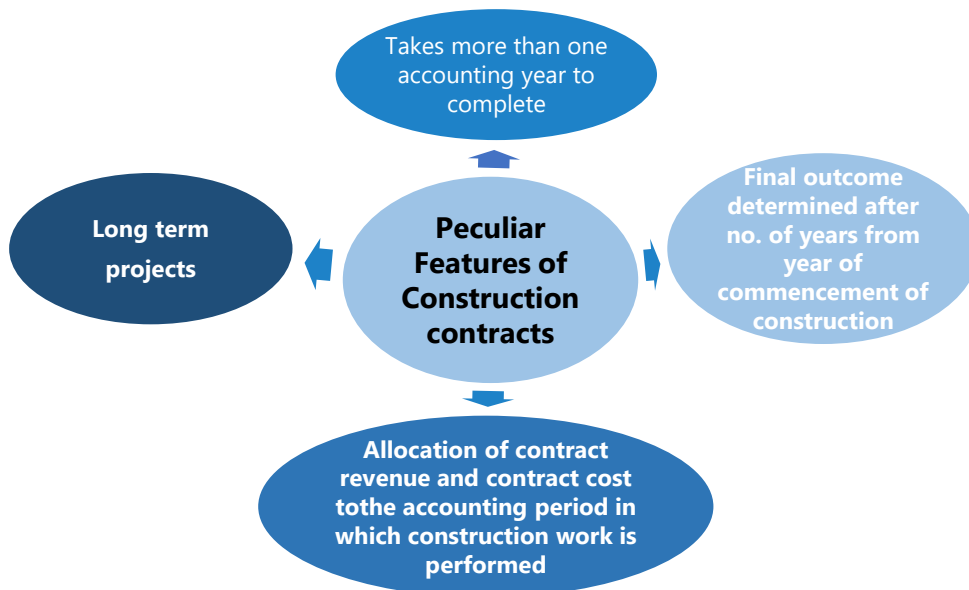 Takes more than one
accounting year to
complete
Long term
projects
Peculiar
Features of
Construction
contracts
Final outcome
determined after
no. of years from
year of
commencement of
construction
Allocation of contract
revenue and contract cost
tothe accounting period in
which construction work is
performed